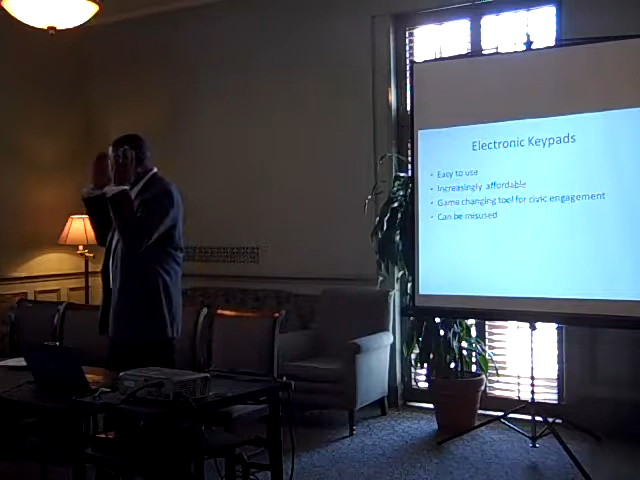 Electronic Keypads
• Easy to use
• Increasingly affordable
• Game changing tool for civic engagement
• Can be misused